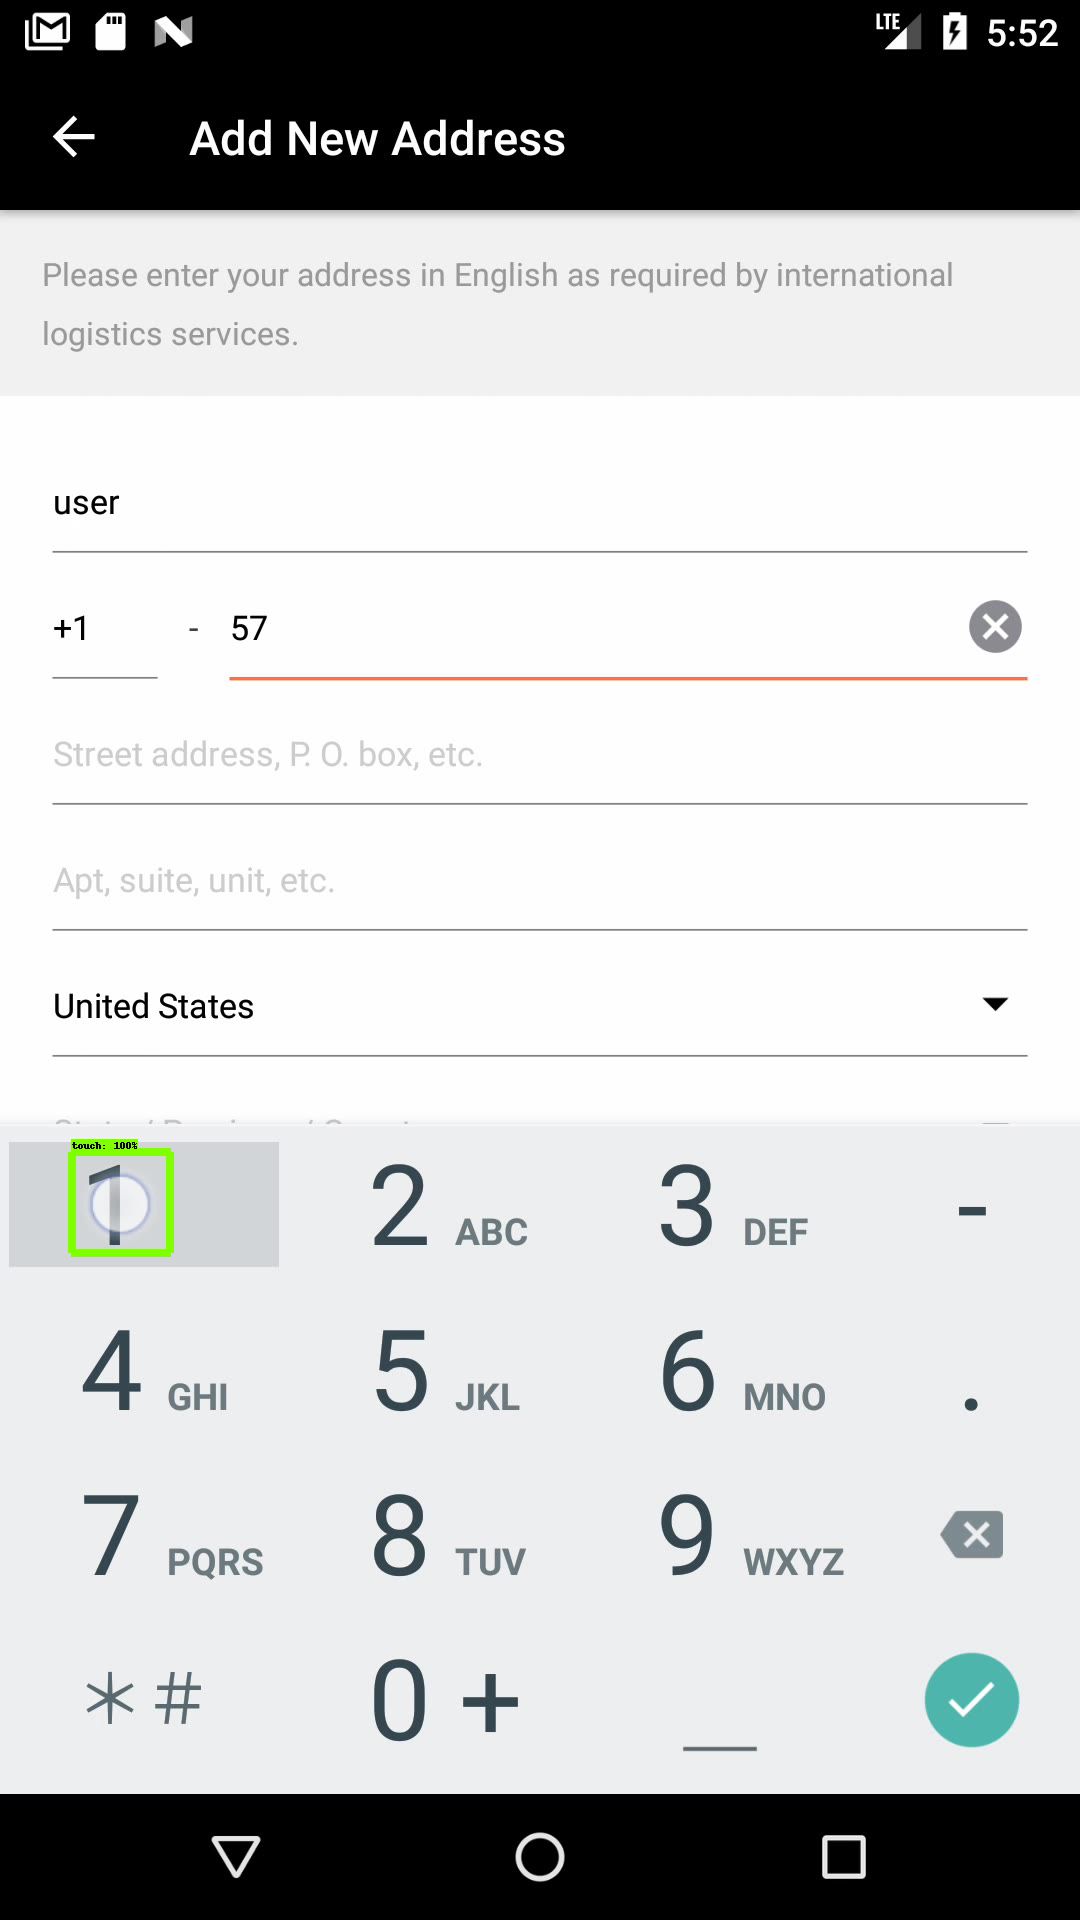 LTE 5:52
Add New Address
Please enter your address in English as required by international
logistics services.
user
+1 - 57
Street address, P. O. box, etc.
Apt, suite, unit, etc.
United States
touch: 100%
1 2 ABC 3 DEF -
4 GHI 5 JKL 6 MNO .
7 PQRS 8 TUV 9 WXYZ
*# 0 +